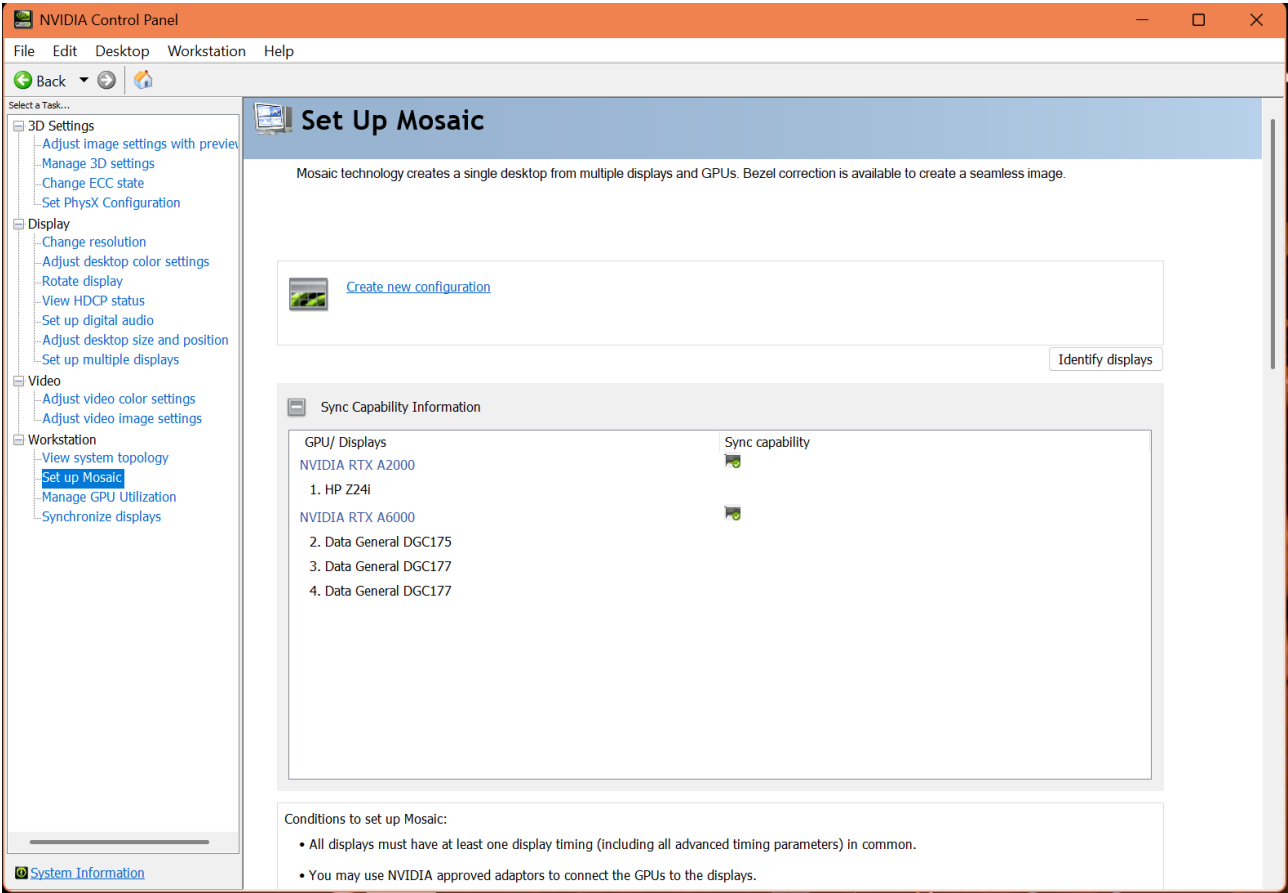 NVIDIA Control Panel
File Edit Desktop Workstation Help
Back
Select a Task...
3D Settings
Adjust image settings with preview
Manage 3D settings
Change ECC state
Set PhysX Configuration
Display
Change resolution
Adjust desktop color settings
Rotate display
View HDCP status
Set up digital audio
Adjust desktop size and position
Set up multiple displays
Video
Adjust video color settings
Adjust video image settings
Workstation
View system topology
Set up Mosaic
Manage GPU Utilization
Synchronize displays
System Information
Set Up Mosaic
Mosaic technology creates a single desktop from multiple displays and GPUs. Bezel correction is available to create a seamless image.
Create new configuration
Identify displays
Sync Capability Information
GPU/ Displays Sync capability
NVIDIA RTX A2000
1. HP Z24i
NVIDIA RTX A6000
2. Data General DGC175
3. Data General DGC177
4. Data General DGC177
Conditions to set up Mosaic:
• All displays must have at least one display timing (including all advanced timing parameters) in common.
• You may use NVIDIA approved adaptors to connect the GPUs to the displays.